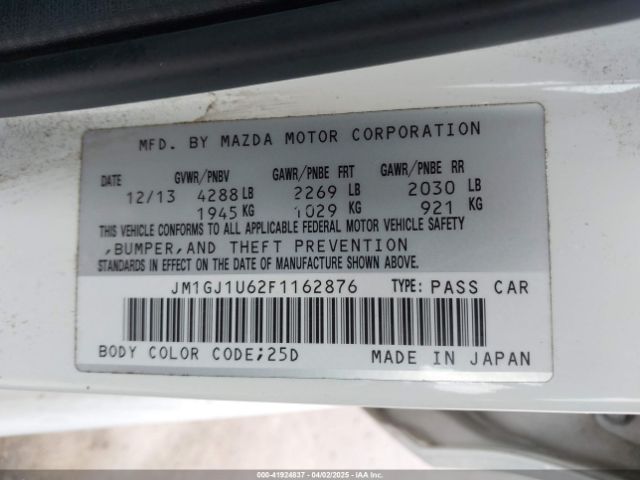 MFD. BY MAZDA MOTOR CORPORATION
DATE GVWR/PNBV GAWR/PNBE FRT GAWR/PNBE RR
12/13 4288 LB 2269 LB 2030 LB
1945 KG 1029 KG 921 KG
THIS VEHICLE CONFORMS TO ALL APPLICABLE FEDERAL MOTOR VEHICLE SAFETY
,BUMPER,AND THEFT PREVENTION
STANDARDS IN EFFECT ON THE DATE OF MANUFACTURE SHOWN ABOVE.
JM1GJ1U62F1162876 TYPE: PASS CAR
BODY COLOR CODE;25D MADE IN JAPAN
000-41924837 - 04/02/2025 - IAA Inc.